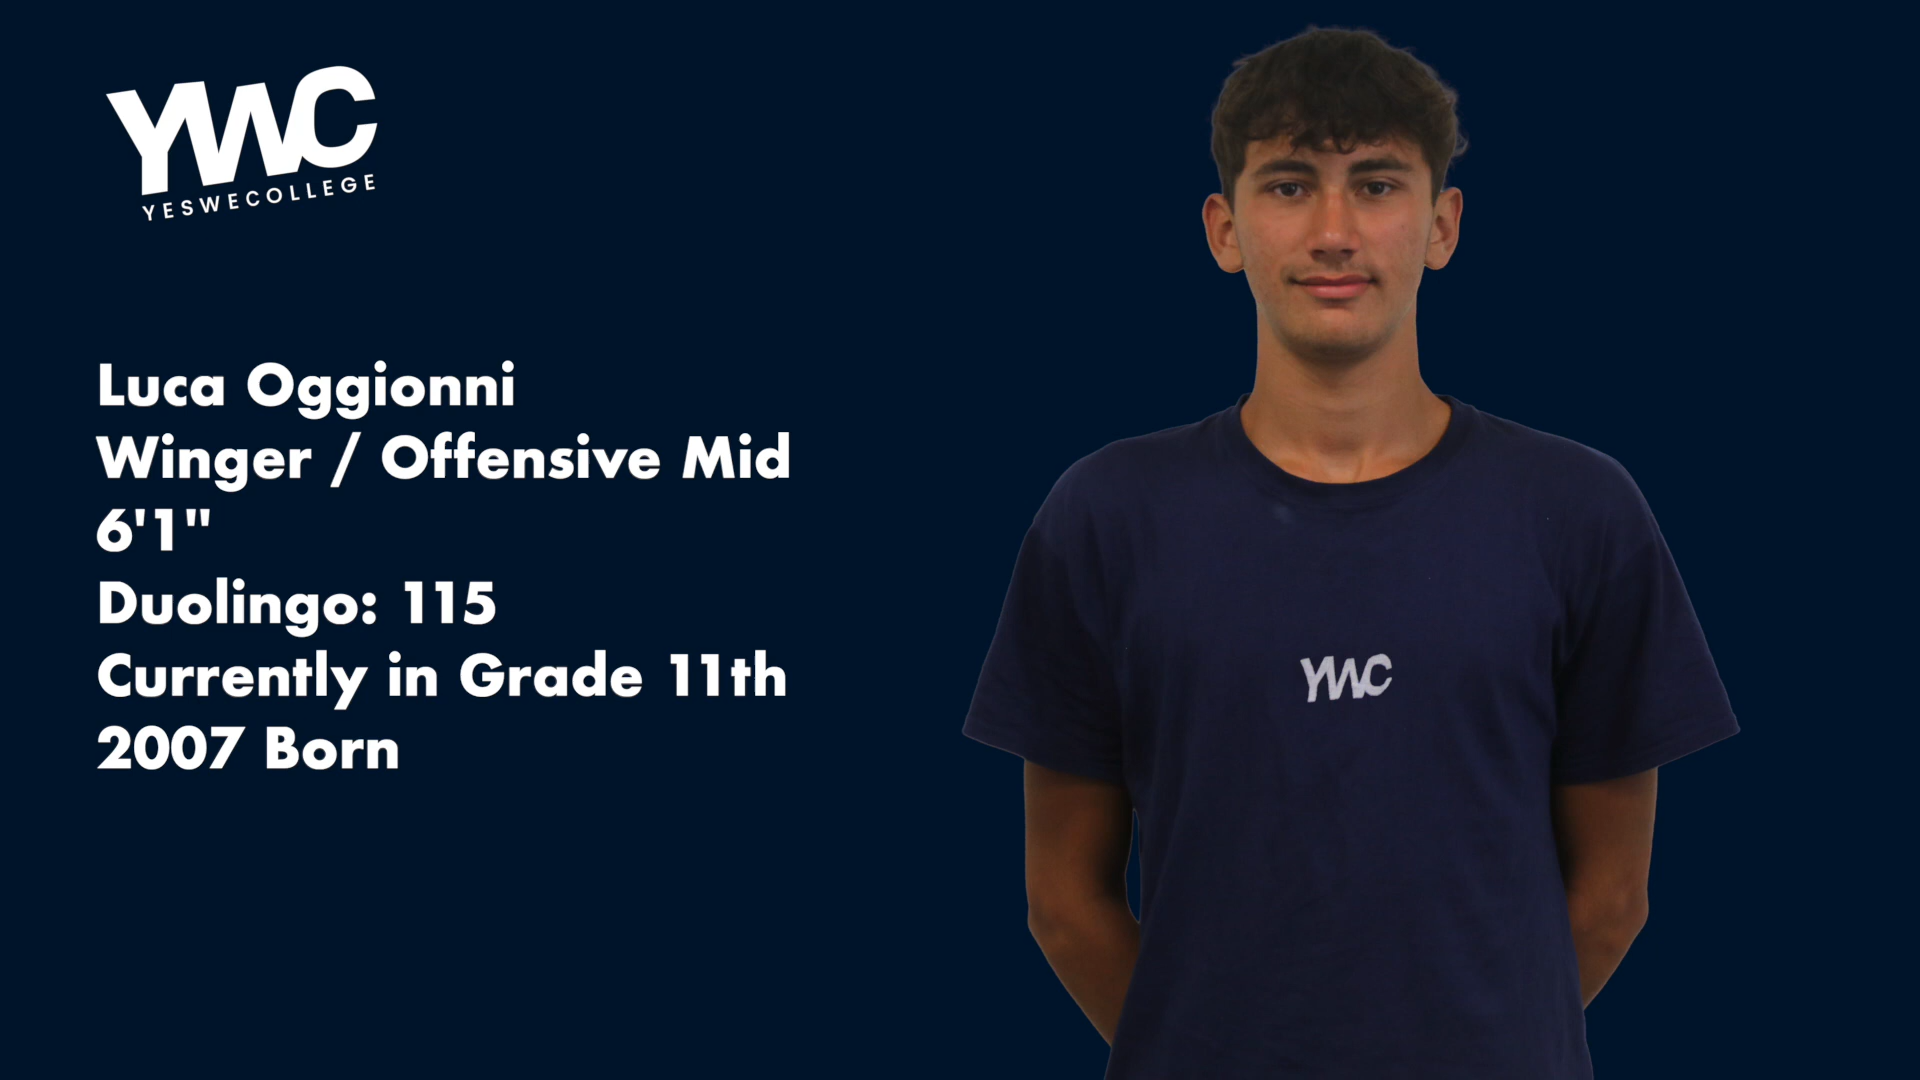 YWC
YESWECOLLEGE
Luca Oggionni
Winger / Offensive Mid
6'1"
Duolingo: 115
Currently in Grade 11th
2007 Born
YWC